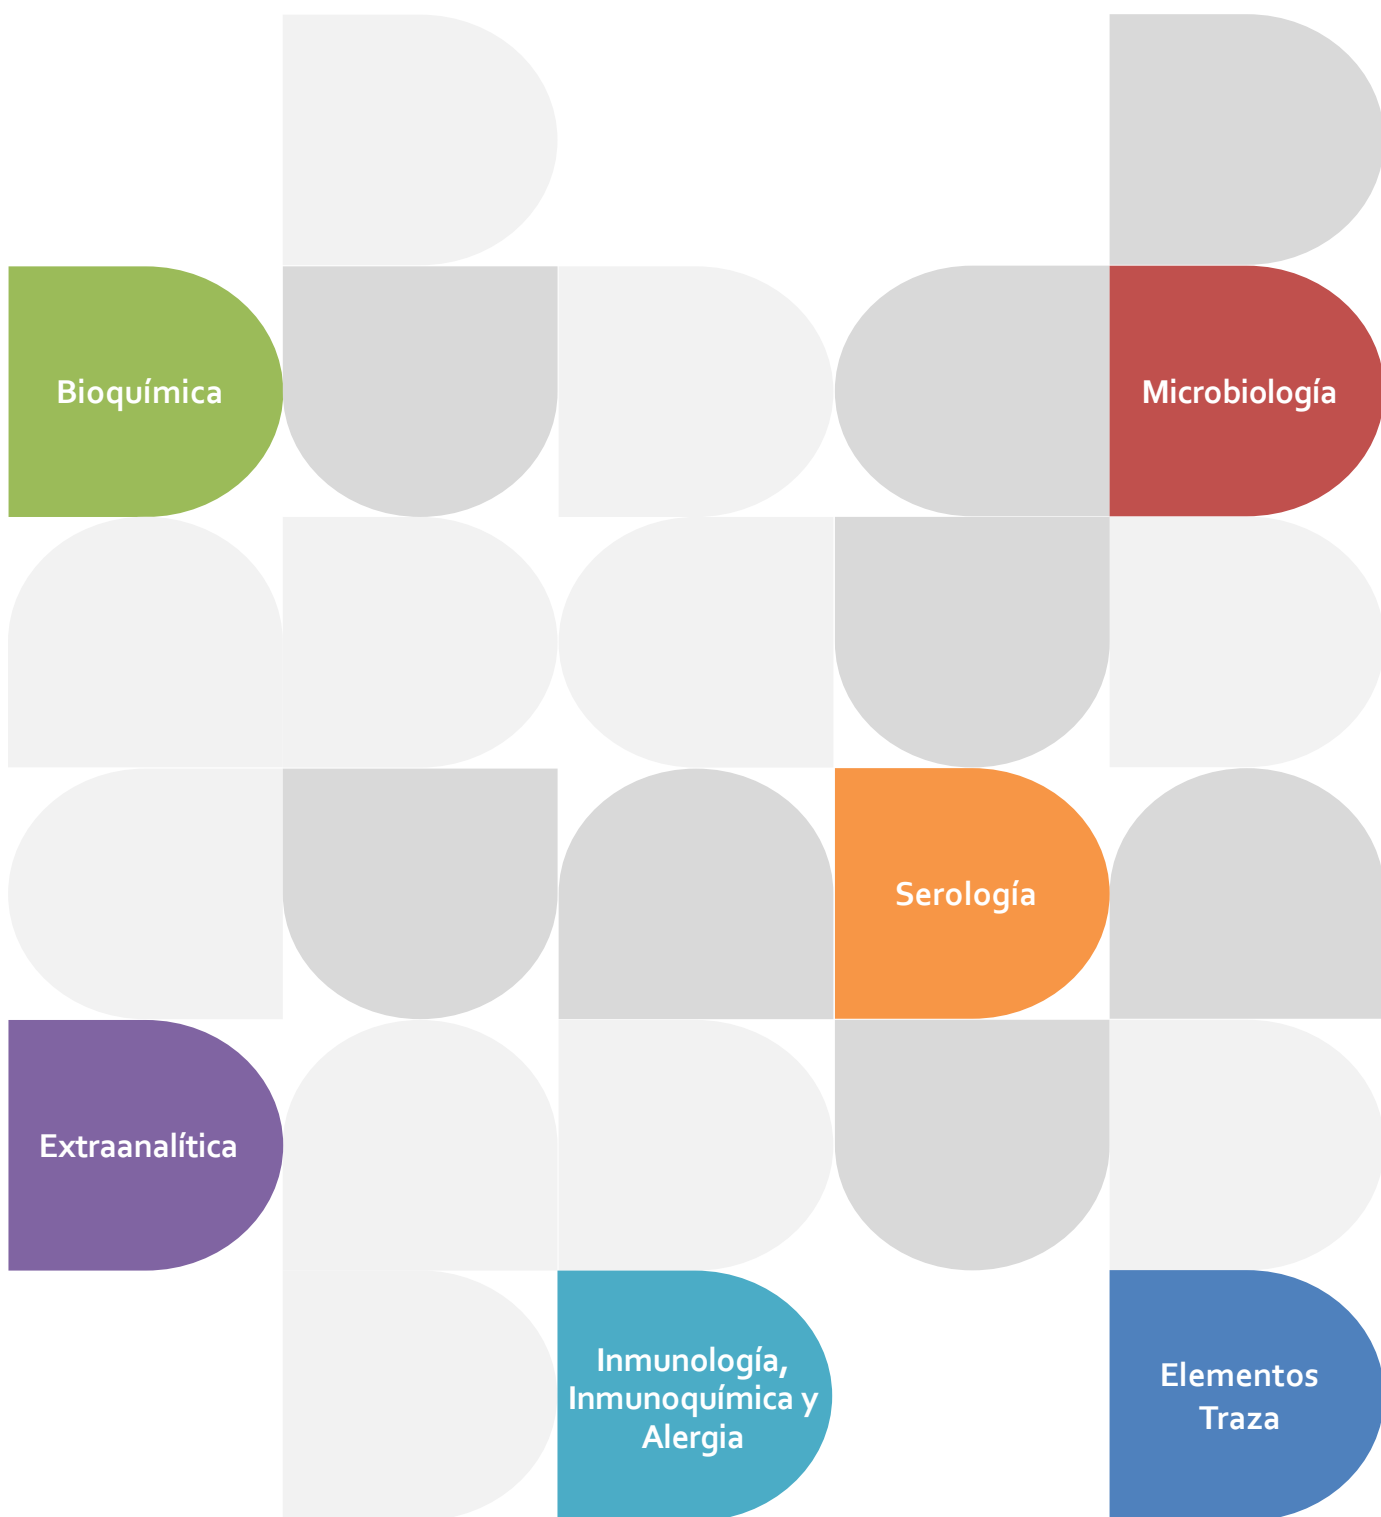 Bioquímica
Microbiología
Serología
Extraanalítica
Inmunología,
Inmunoquímica y
Alergia
Elementos
Traza